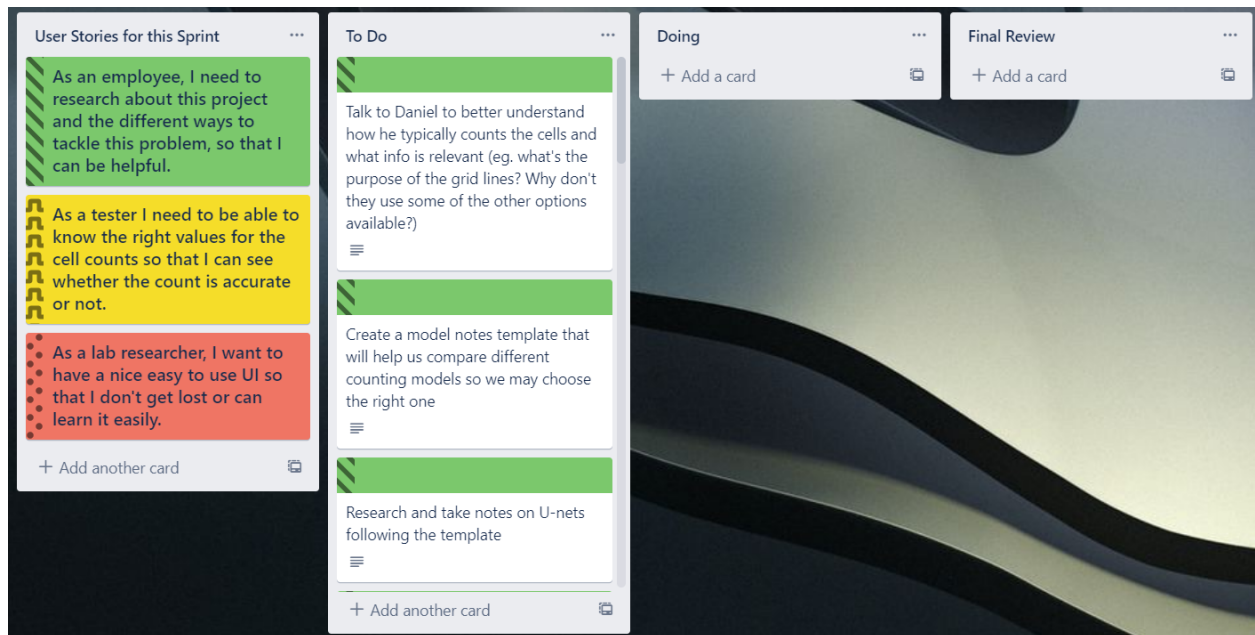 User Stories for this Sprint
As an employee, I need to
research about this project
and the different ways to
tackle this problem, so that I
can be helpful.
As a tester I need to be able to
know the right values for the
cell counts so that I can see
whether the count is accurate
or not.
As a lab researcher, I want to
have a nice easy to use UI so
that I don't get lost or can
learn it easily.
+ Add another card
To Do
Talk to Daniel to better understand
how he typically counts the cells and
what info is relevant (eg. what's the
purpose of the grid lines? Why don't
they use some of the other options
available?)
Create a model notes template that
will help us compare different
counting models so we may choose
the right one
Research and take notes on U-nets
following the template
+ Add another card
Doing
+ Add a card
Final Review
+ Add a card